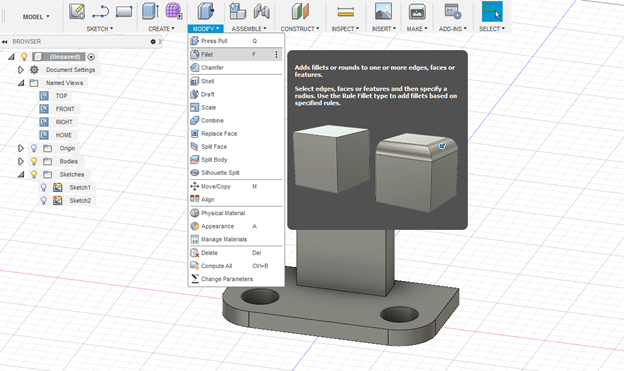 MODEL
SKETCH
CREATE
MODIFY
ASSEMBLE
CONSTRUCT
INSPECT
INSERT
MAKE
ADD-INS
SELECT
BROWSER
(Unsaved)
Document Settings
Named Views
TOP
FRONT
RIGHT
HOME
Origin
Bodies
Sketches
Sketch1
Sketch2
Press Pull Q
Fillet F
Chamfer
Shell
Draft
Scale
Combine
Replace Face
Split Face
Split Body
Silhouette Split
Move/Copy M
Align
Physical Material
Appearance A
Manage Materials
Delete Del
Compute All Ctrl+B
Change Parameters
Adds fillets or rounds to one or more edges, faces or
features.
Select edges, faces or features and then specify a
radius. Use the Rule Fillet type to add fillets based on
specified rules.